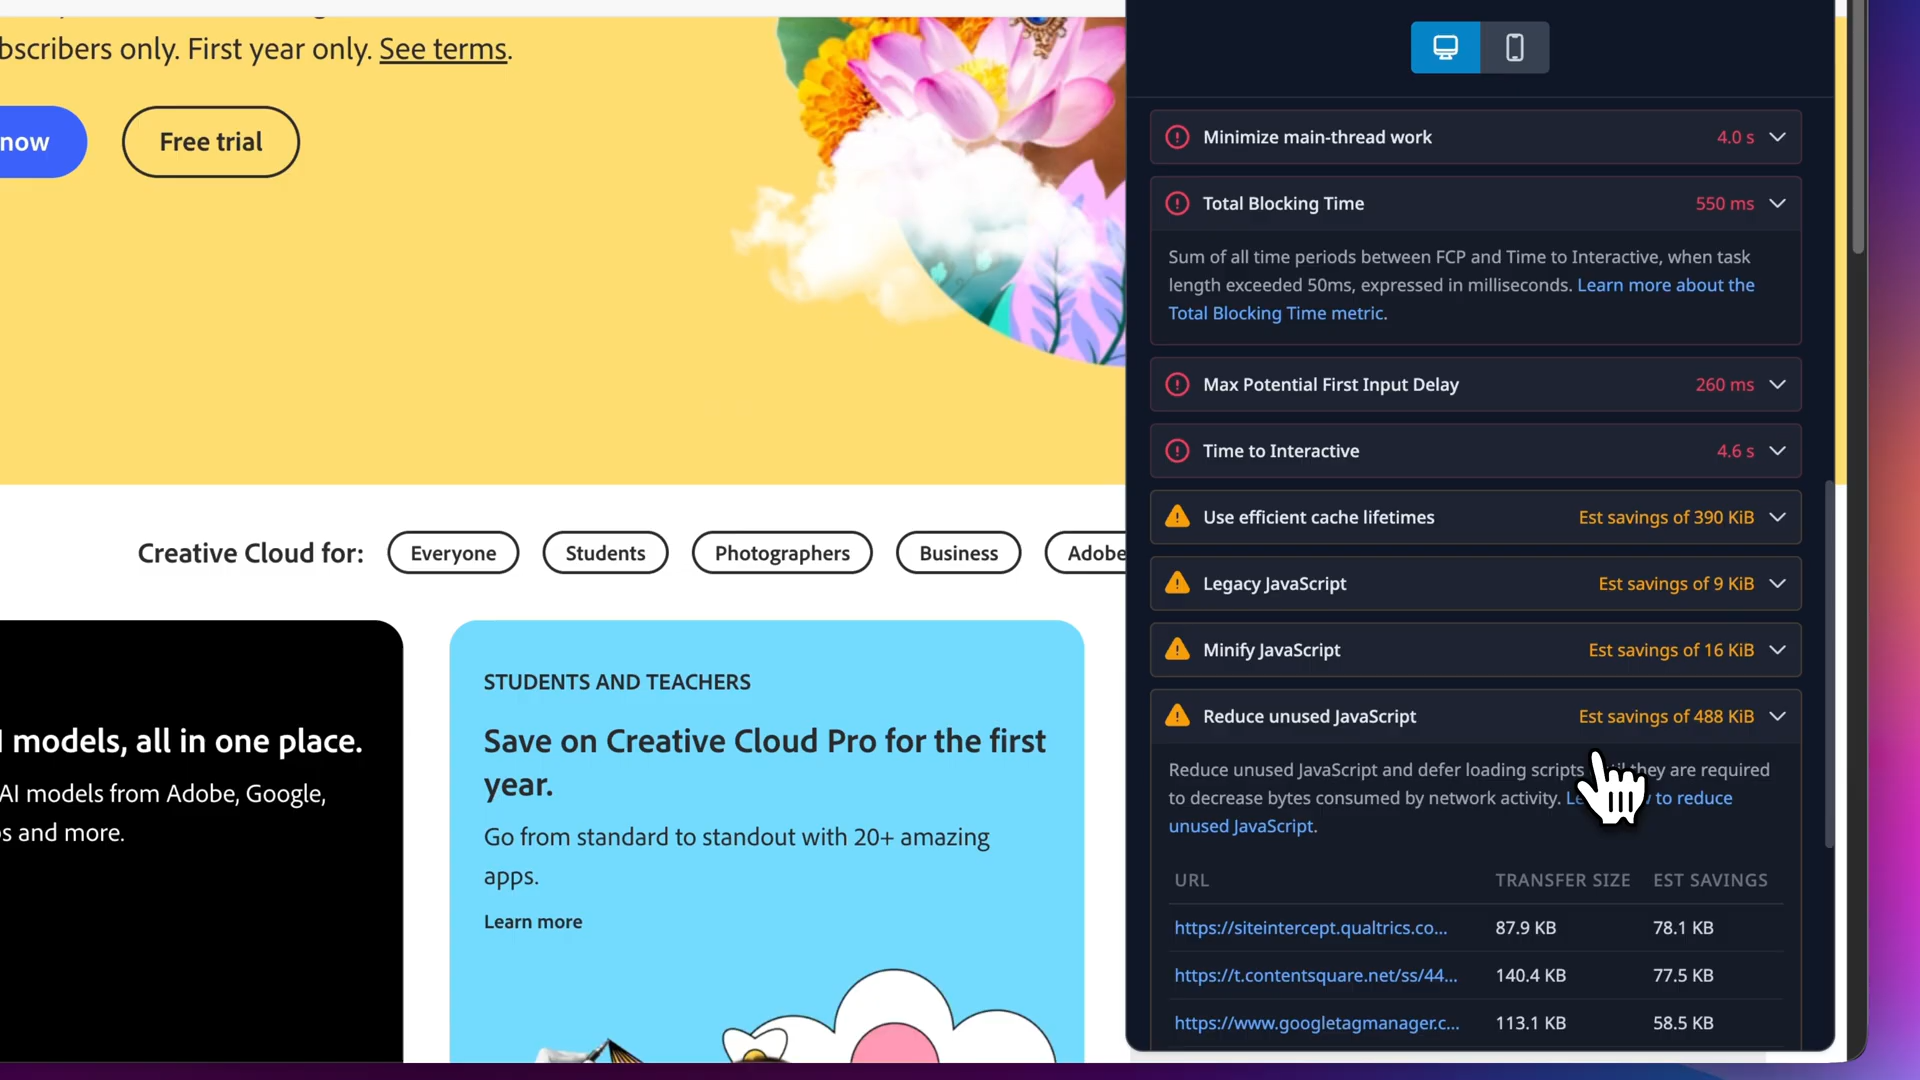 bscribers only. First year only. See terms.
now
Free trial
Creative Cloud for:
Everyone
Students
Photographers
Business
Adobe
models, all in one place.
AI models from Adobe, Google,
s and more.
STUDENTS AND TEACHERS
Save on Creative Cloud Pro for the first
year.
Go from standard to standout with 20+ amazing
apps.
Learn more
Minimize main-thread work
4.0 s
Total Blocking Time
550 ms
Sum of all time periods between FCP and Time to Interactive, when task
length exceeded 50ms, expressed in milliseconds. Learn more about the
Total Blocking Time metric.
Max Potential First Input Delay
260 ms
Time to Interactive
4.6 s
Use efficient cache lifetimes
Est savings of 390 KiB
Legacy JavaScript
Est savings of 9 KiB
Minify JavaScript
Est savings of 16 KiB
Reduce unused JavaScript
Est savings of 488 KiB
Reduce unused JavaScript and defer loading scripts they are required
to decrease bytes consumed by network activity. to reduce
unused JavaScript.
URL
TRANSFER SIZE
EST SAVINGS
https://siteintercept.qualtrics.co...
87.9 KB
78.1 KB
https://t.contentsquare.net/ss/44...
140.4 KB
77.5 KB
https://www.googletagmanager.c...
113.1 KB
58.5 KB